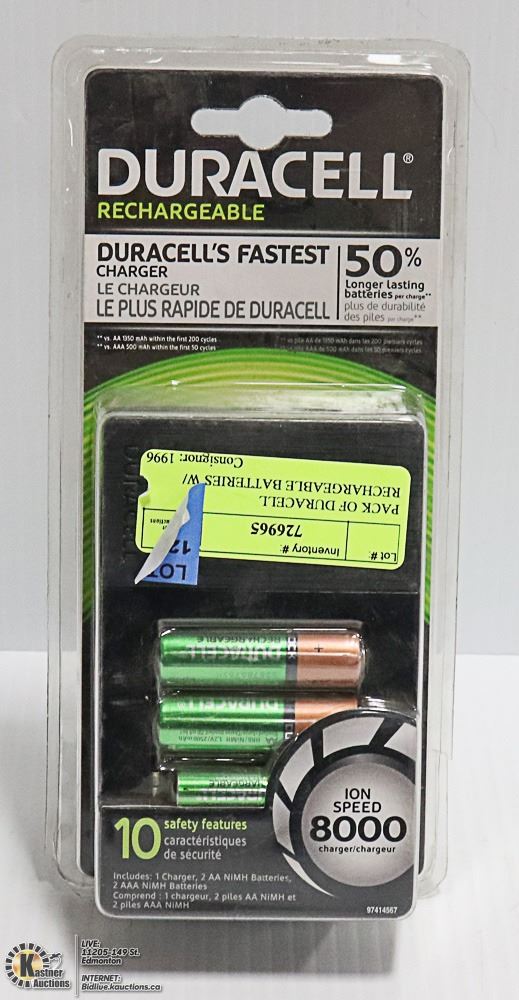 DURACELL®
RECHARGEABLE
DURACELL'S FASTEST
CHARGER
LE CHARGEUR
LE PLUS RAPIDE DE DURACELL
50%
Longer lasting
batteries per charge**
plus de durabilité
des piles par charge**
** vs. AA 1350 mAh within the first 200 cycles
** vs. AAA 500 mAh within the first 50 cycles
Lot #:
Inventory #:
726965
PACK OF DURACELL
RECHARGEABLE BATTERIES W/
Consignor: 1996
LOT
12
RECHARGEABLE
DURACELL
DURACELL
ION
SPEED
8000
charger/chargeur
10 safety features
caractéristiques
de sécurité
Includes: 1 Charger, 2 AA NiMH Batteries,
2 AAA NiMH Batteries
Comprend : 1 chargeur, 2 piles AA NiMH et
2 piles AAA NiMH
97414567
Kastner
Auctions
LIVE:
11205-149 St.
Edmonton
INTERNET:
Bidlive.kauctions.ca